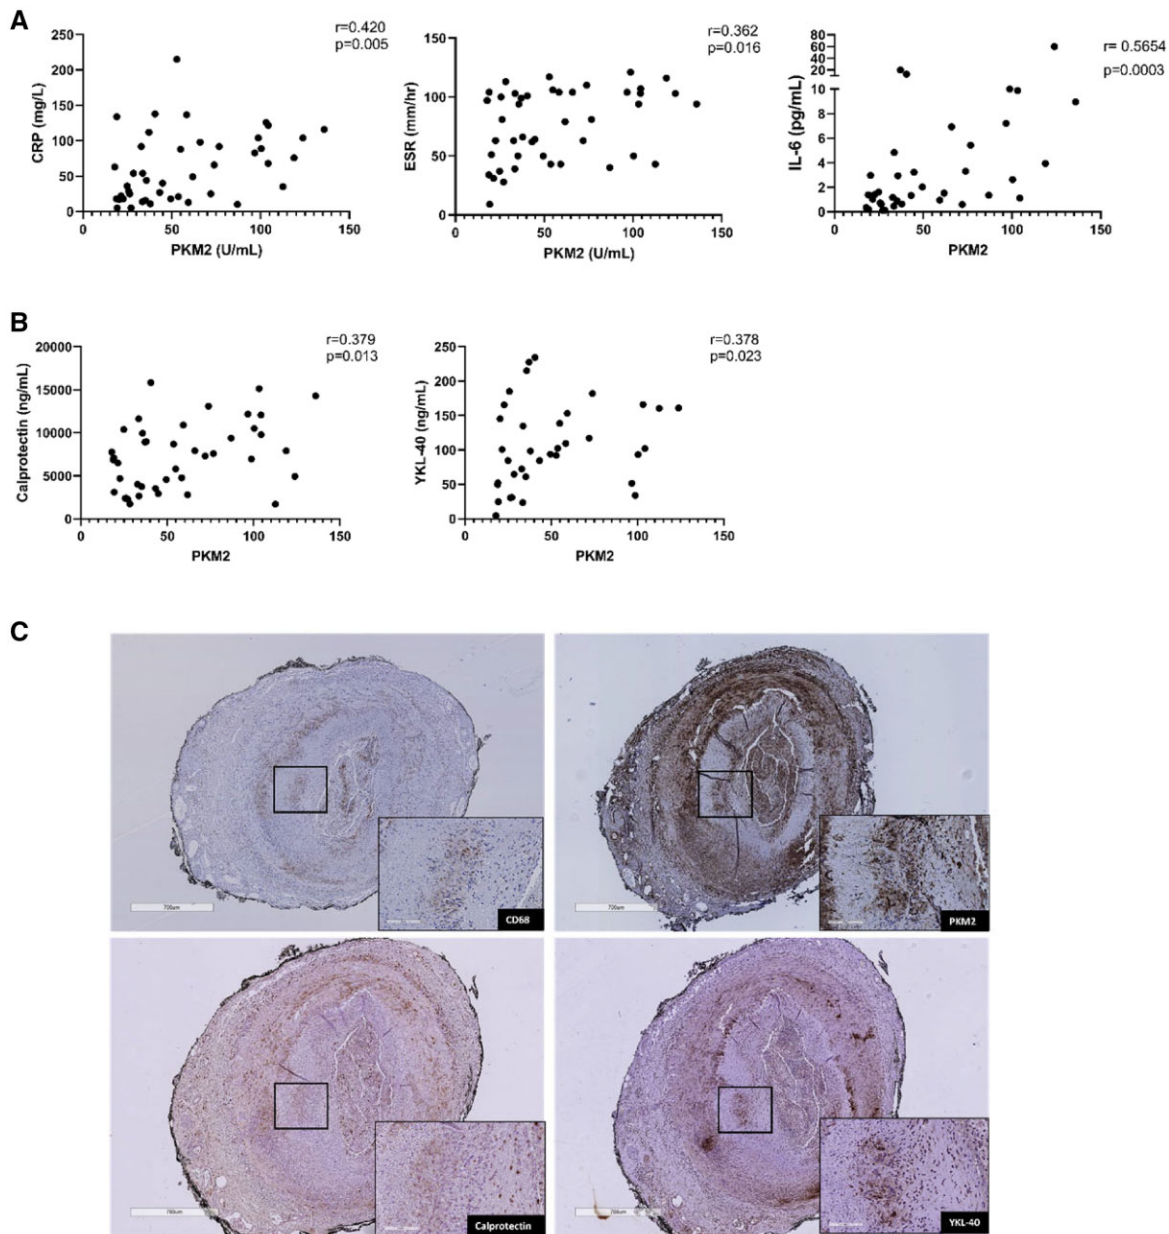 A
r=0.420
p=0.005
CRP (mg/L)
250
200
150
100
50
0
0 50 100 150
PKM2 (U/mL)
r=0.362
p=0.016
ESR (mm/hr)
150
100
50
0
0 50 100 150
PKM2 (U/mL)
r= 0.5654
p=0.0003
IL-6 (pg/mL)
80
60
40
20
10
8
6
4
2
0
0 50 100 150
PKM2
B
r=0.379
p=0.013
Calprotectin (ng/mL)
20000
15000
10000
5000
0
0 50 100 150
PKM2
r=0.378
p=0.023
YKL-40 (ng/mL)
250
200
150
100
50
0
0 50 100 150
PKM2
C
700um
CD68
700um
PKM2
700um
Calprotectin
700um
YKL-40